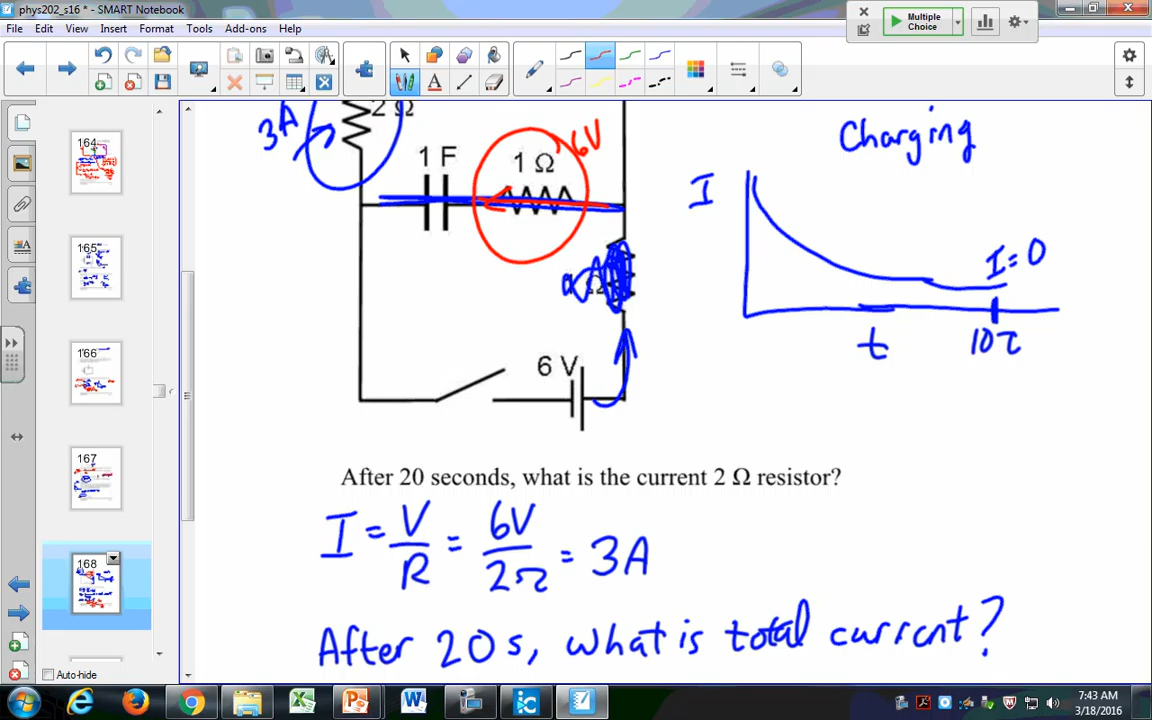 phys202_s16 * - SMART Notebook
Multiple
Choice
File Edit View Insert Format Tools Add-ons Help
A
164
165
166
167
168
Auto-hide
3A
2 Ω
1 F
1 Ω
6V
Ω
6 V
Charging
I
I = 0
t
10τ
After 20 seconds, what is the current 2 Ω resistor?
I = V/R = 6V/2Ω = 3A
After 20 s, what is total current?
7:43 AM
3/18/2016